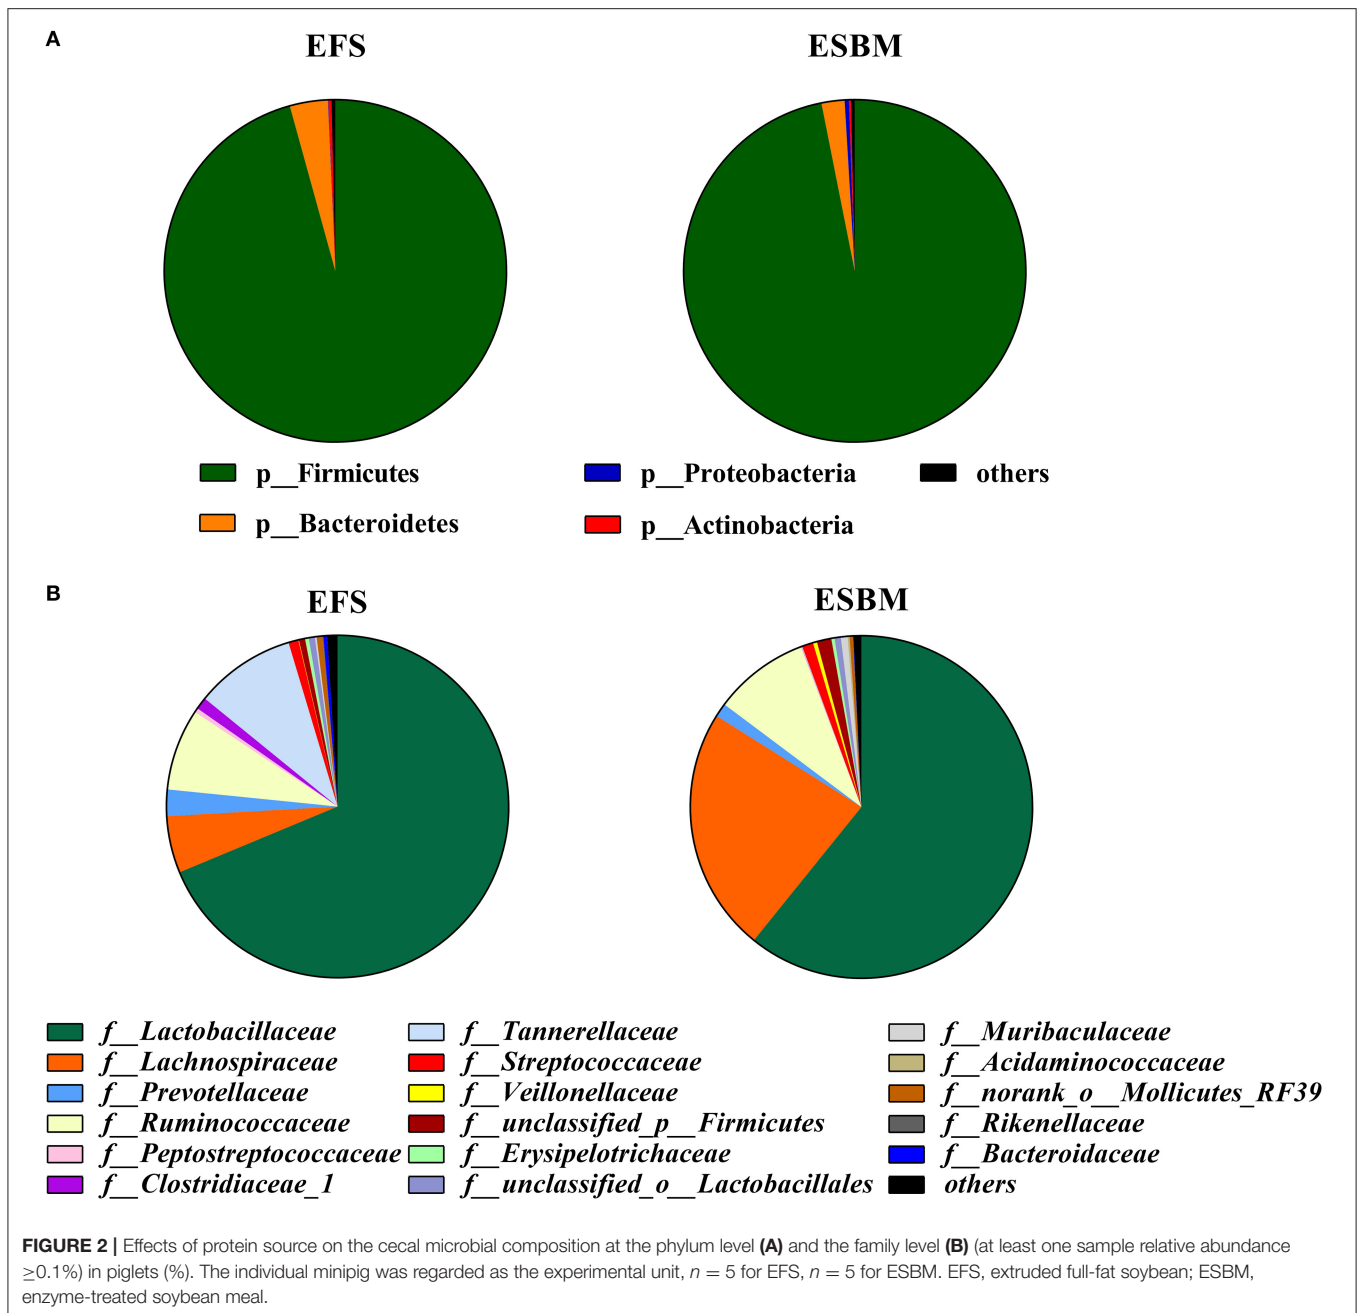 A
EFS
ESBM
p__Firmicutes
p__Proteobacteria
others
p__Bacteroidetes
p__Actinobacteria
B
EFS
ESBM
f__Lactobacillaceae
f__Tannerellaceae
f__Muribaculaceae
f__Lachnospiraceae
f__Streptococcaceae
f__Acidaminococcaceae
f__Prevotellaceae
f__Veillonellaceae
f__norank_o__Mollicutes_RF39
f__Ruminococcaceae
f__unclassified_p__Firmicutes
f__Rikenellaceae
f__Peptostreptococcaceae
f__Erysipelotrichaceae
f__Bacteroidaceae
f__Clostridiaceae_1
f__unclassified_o__Lactobacillales
others
FIGURE 2 | Effects of protein source on the cecal microbial composition at the phylum level (A) and the family level (B) (at least one sample relative abundance
≥0.1%) in piglets (%). The individual minipig was regarded as the experimental unit, n = 5 for EFS, n = 5 for ESBM. EFS, extruded full-fat soybean; ESBM,
enzyme-treated soybean meal.